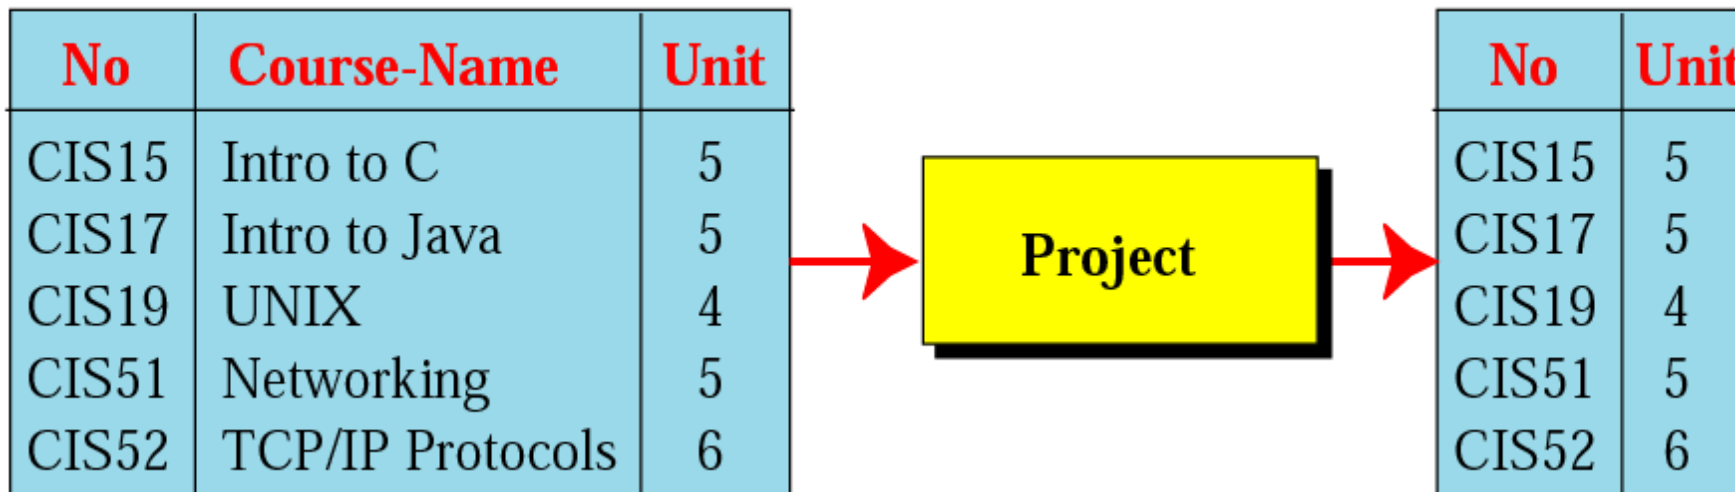 No Course-Name Unit
CIS15 Intro to C 5
CIS17 Intro to Java 5
CIS19 UNIX 4
CIS51 Networking 5
CIS52 TCP/IP Protocols 6
Project
No Unit
CIS15 5
CIS17 5
CIS19 4
CIS51 5
CIS52 6